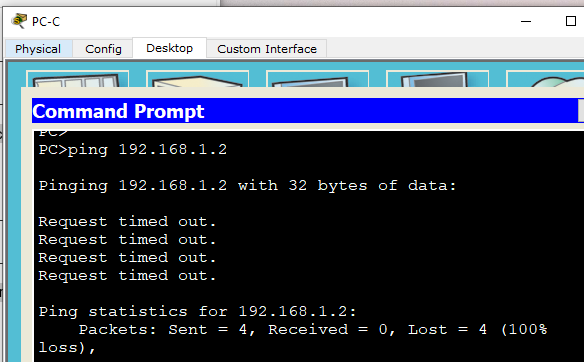 PC-C
Physical Config Desktop Custom Interface
Command Prompt
PC>
PC>ping 192.168.1.2
Pinging 192.168.1.2 with 32 bytes of data:
Request timed out.
Request timed out.
Request timed out.
Request timed out.
Ping statistics for 192.168.1.2:
Packets: Sent = 4, Received = 0, Lost = 4 (100%
loss),